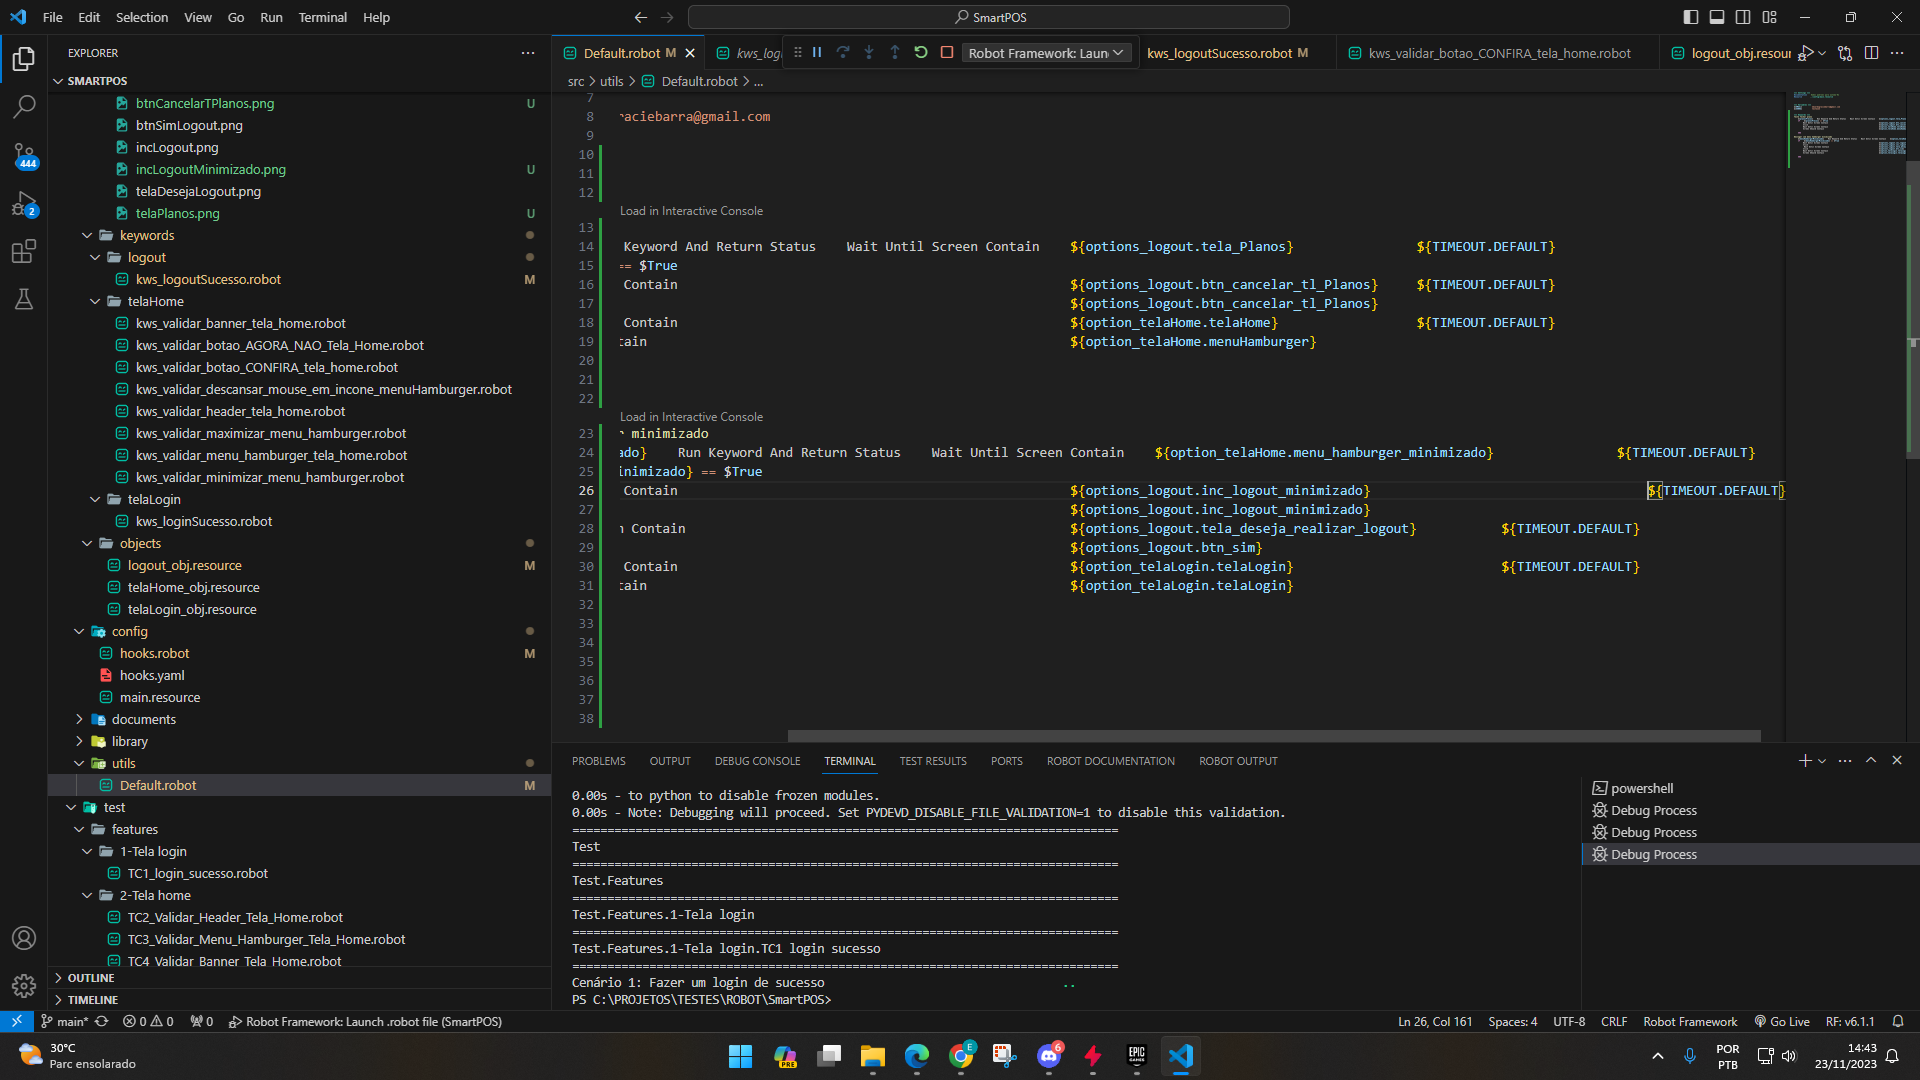 File Edit Selection View Go Run Terminal Help
SmartPOS
EXPLORER
SMARTPOS
btnCancelarTPlanos.png U
btnSimLogout.png
incLogout.png
incLogoutMinimizado.png U
telaDesejaLogout.png
telaPlanos.png U
keywords
logout
kws_logoutSucesso.robot M
telaHome
kws_validar_banner_tela_home.robot
kws_validar_botao_AGORA_NAO_Tela_Home.robot
kws_validar_botao_CONFIRA_tela_home.robot
kws_validar_descansar_mouse_em_incone_menuHamburger.robot
kws_validar_header_tela_home.robot
kws_validar_maximizar_menu_hamburger.robot
kws_validar_menu_hamburger_tela_home.robot
kws_validar_minimizar_menu_hamburger.robot
telaLogin
kws_loginSucesso.robot
objects
logout_obj.resource M
telaHome_obj.resource
telaLogin_obj.resource
config
hooks.robot M
hooks.yaml
main.resource
documents
library
utils
Default.robot M
test
features
1-Tela login
TC1_login_sucesso.robot
2-Tela home
TC2_Validar_Header_Tela_Home.robot
TC3_Validar_Menu_Hamburger_Tela_Home.robot
TC4_Validar_Banner_Tela_Home.robot
OUTLINE
TIMELINE
444
2
Default.robot M kws_log Robot Framework: Laun kws_logoutSucesso.robot M kws_validar_botao_CONFIRA_tela_home.robot logout_obj.resour
src > utils > Default.robot > ...
7
8 raciebarra@gmail.com
9
10
11
12
Load in Interactive Console
13
14 Keyword And Return Status Wait Until Screen Contain ${options_logout.tela_Planos} ${TIMEOUT.DEFAULT}
15 == $True
16 Contain ${options_logout.btn_cancelar_tl_Planos} ${TIMEOUT.DEFAULT}
17 ${options_logout.btn_cancelar_tl_Planos}
18 Contain ${option_telaHome.telaHome} ${TIMEOUT.DEFAULT}
19 tain ${option_telaHome.menuHamburger}
20
21
22
Load in Interactive Console
23 r minimizado
24 ado} Run Keyword And Return Status Wait Until Screen Contain ${option_telaHome.menu_hamburger_minimizado} ${TIMEOUT.DEFAULT}
25 inimizado} == $True
26 Contain ${options_logout.inc_logout_minimizado} ${TIMEOUT.DEFAULT}
27 ${options_logout.inc_logout_minimizado}
28 n Contain ${options_logout.tela_deseja_realizar_logout} ${TIMEOUT.DEFAULT}
29 ${options_logout.btn_sim}
30 Contain ${option_telaLogin.telaLogin} ${TIMEOUT.DEFAULT}
31 tain ${option_telaLogin.telaLogin}
32
33
34
35
36
37
38
PROBLEMS OUTPUT DEBUG CONSOLE TERMINAL TEST RESULTS PORTS ROBOT DOCUMENTATION ROBOT OUTPUT
0.00s - to python to disable frozen modules.
0.00s - Note: Debugging will proceed. Set PYDEVD_DISABLE_FILE_VALIDATION=1 to disable this validation.
==============================================================================
Test
==============================================================================
Test.Features
==============================================================================
Test.Features.1-Tela login
==============================================================================
Test.Features.1-Tela login.TC1 login sucesso
==============================================================================
Cenário 1: Fazer um login de sucesso ..
PS C:\PROJETOS\TESTES\ROBOT\SmartPOS>
powershell
Debug Process
Debug Process
Debug Process
main* 0 0 0 Robot Framework: Launch .robot file (SmartPOS) Ln 26, Col 161 Spaces: 4 UTF-8 CRLF Robot Framework Go Live RF: v6.1.1
30°C
Parc ensolarado
PRE
E
6
EPIC
GAMES
POR
PTB
14:43
23/11/2023